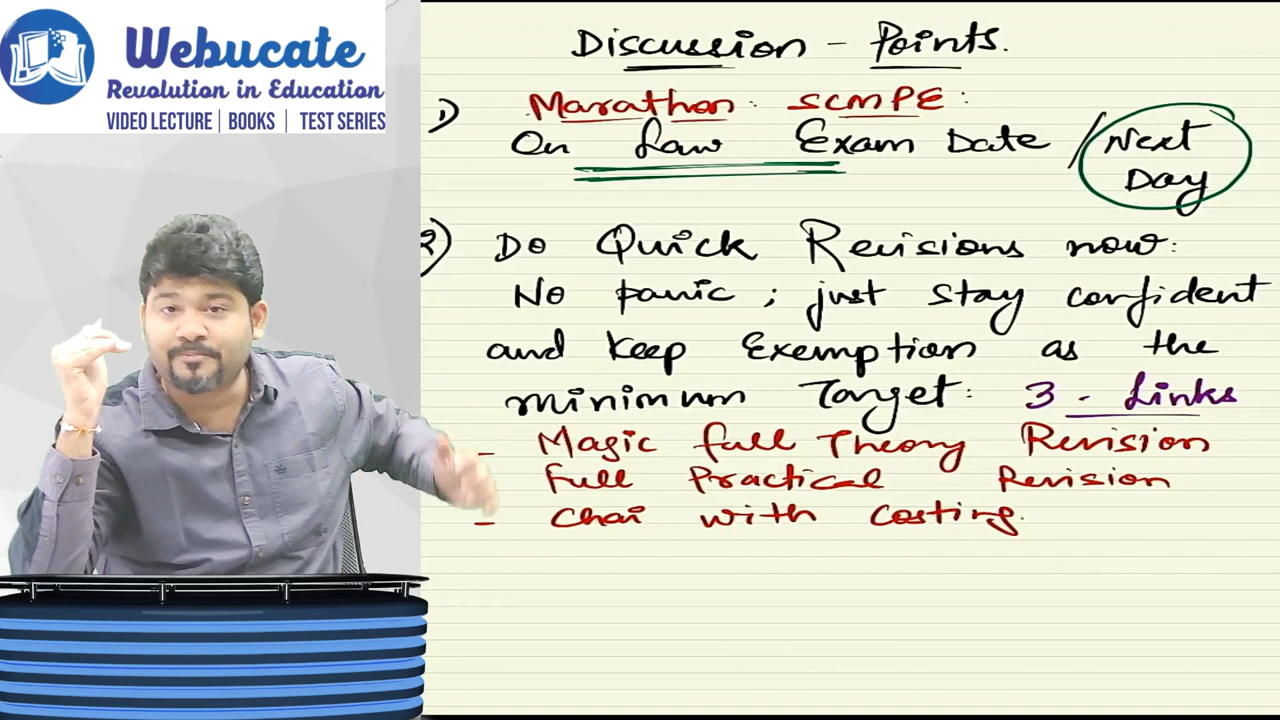 Webucate
Revolution in Education
VIDEO LECTURE | BOOKS | TEST SERIES
Discussion - Points.
1) Marathon : SCMPE :
On Law Exam Date / Next Day
2) Do Quick Revisions now:
No panic ; just stay confident
and keep Exemption as the
minimum Target: 3 - Links
- Magic full Theory Revision
Full Practical Revision
- Chai with Costing.